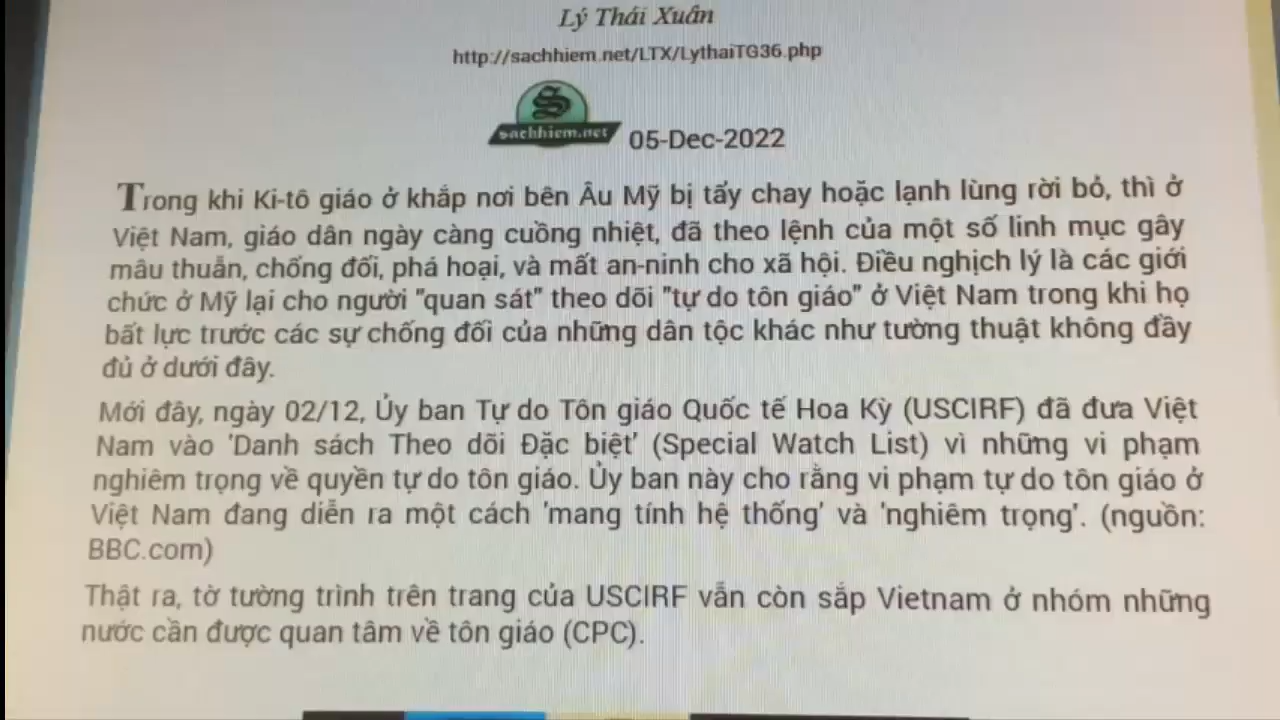 Lý Thái Xuân
http://sachhiem.net/LTX/LythaiTG36.php
S
sachhiem.net 05-Dec-2022
Trong khi Ki-tô giáo ở khắp nơi bên Âu Mỹ bị tẩy chay hoặc lạnh lùng rời bỏ, thì ở
Việt Nam, giáo dân ngày càng cuồng nhiệt, đã theo lệnh của một số linh mục gây
mâu thuẫn, chống đối, phá hoại, và mất an-ninh cho xã hội. Điều nghịch lý là các giới
chức ở Mỹ lại cho người "quan sát" theo dõi "tự do tôn giáo" ở Việt Nam trong khi họ
bất lực trước các sự chống đối của những dân tộc khác như tường thuật không đầy
đủ ở dưới đây.
Mới đây, ngày 02/12, Ủy ban Tự do Tôn giáo Quốc tế Hoa Kỳ (USCIRF) đã đưa Việt
Nam vào 'Danh sách Theo dõi Đặc biệt' (Special Watch List) vì những vi phạm
nghiêm trọng về quyền tự do tôn giáo. Ủy ban này cho rằng vi phạm tự do tôn giáo ở
Việt Nam đang diễn ra một cách 'mang tính hệ thống' và 'nghiêm trọng'. (nguồn:
BBC.com)
Thật ra, tờ tường trình trên trang của USCIRF vẫn còn sắp Vietnam ở nhóm những
nước cần được quan tâm về tôn giáo (CPC).